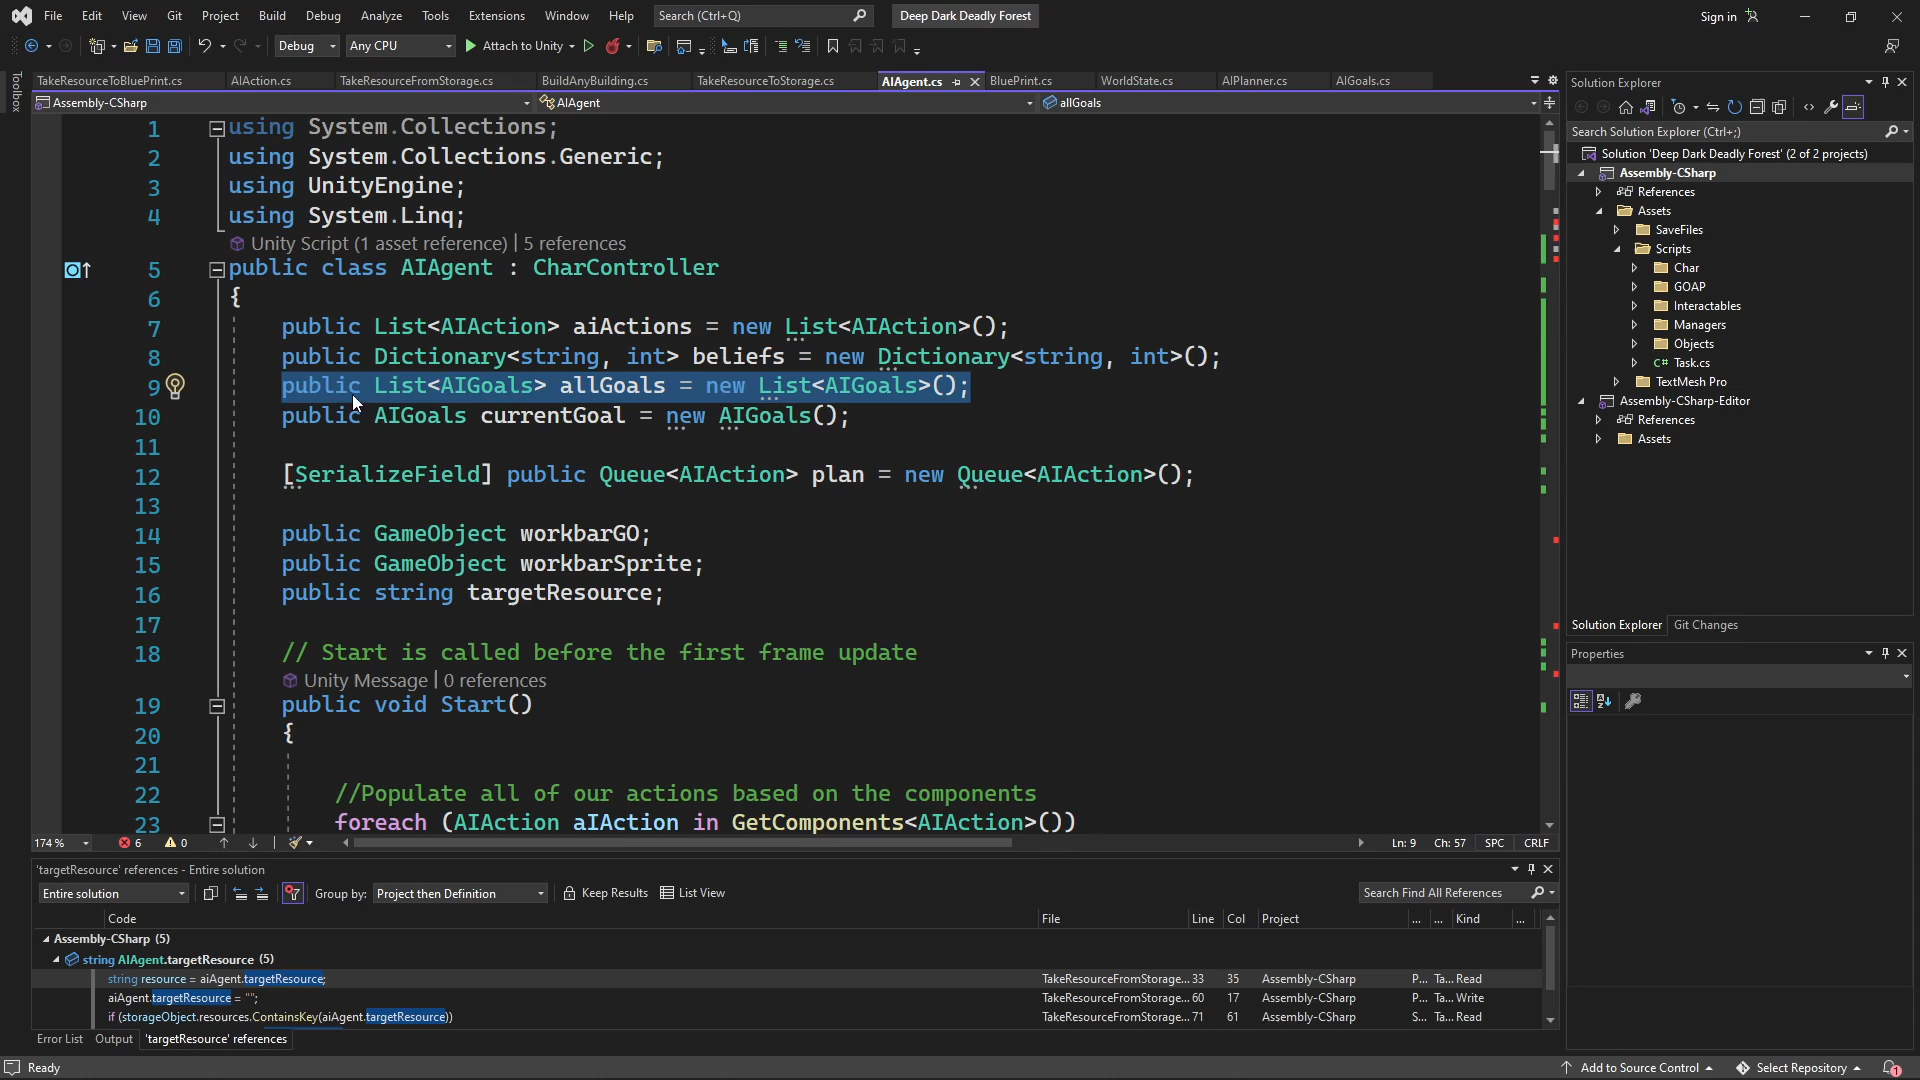 File Edit View Git Project Build Debug Analyze Tools Extensions Window Help Search (Ctrl+Q) Deep Dark Deadly Forest Sign in
Debug Any CPU Attach to Unity
Toolbox
TakeResourceToBluePrint.cs AIAction.cs TakeResourceFromStorage.cs BuildAnyBuilding.cs TakeResourceToStorage.cs AIAgent.cs BluePrint.cs WorldState.cs AIPlanner.cs AIGoals.cs
Assembly-CSharp AIAgent allGoals
1 using System.Collections;
2 using System.Collections.Generic;
3 using UnityEngine;
4 using System.Linq;
Unity Script (1 asset reference) | 5 references
5 public class AIAgent : CharController
6 {
7 public List<AIAction> aiActions = new List<AIAction>();
8 public Dictionary<string, int> beliefs = new Dictionary<string, int>();
9 public List<AIGoals> allGoals = new List<AIGoals>();
10 public AIGoals currentGoal = new AIGoals();
11
12 [SerializeField] public Queue<AIAction> plan = new Queue<AIAction>();
13
14 public GameObject workbarGO;
15 public GameObject workbarSprite;
16 public string targetResource;
17
18 // Start is called before the first frame update
Unity Message | 0 references
19 public void Start()
20 {
21
22 //Populate all of our actions based on the components
23 foreach (AIAction aIAction in GetComponents<AIAction>())
174 % 6 0 Ln: 9 Ch: 57 SPC CRLF
'targetResource' references - Entire solution
Entire solution Group by: Project then Definition Keep Results List View Search Find All References
Code File Line Col Project ... ... Kind ...
Assembly-CSharp (5)
string AIAgent.targetResource (5)
string resource = aiAgent.targetResource; TakeResourceFromStorage... 33 35 Assembly-CSharp P... Ta... Read
aiAgent.targetResource = ""; TakeResourceFromStorage... 60 17 Assembly-CSharp P... Ta... Write
if (storageObject.resources.ContainsKey(aiAgent.targetResource)) TakeResourceFromStorage... 71 61 Assembly-CSharp S... Ta... Read
Error List Output 'targetResource' references
Ready Add to Source Control Select Repository 1
Solution Explorer
Search Solution Explorer (Ctrl+;)
Solution 'Deep Dark Deadly Forest' (2 of 2 projects)
Assembly-CSharp
References
Assets
SaveFiles
Scripts
Char
GOAP
Interactables
Managers
Objects
C# Task.cs
TextMesh Pro
Assembly-CSharp-Editor
References
Assets
Solution Explorer Git Changes
Properties